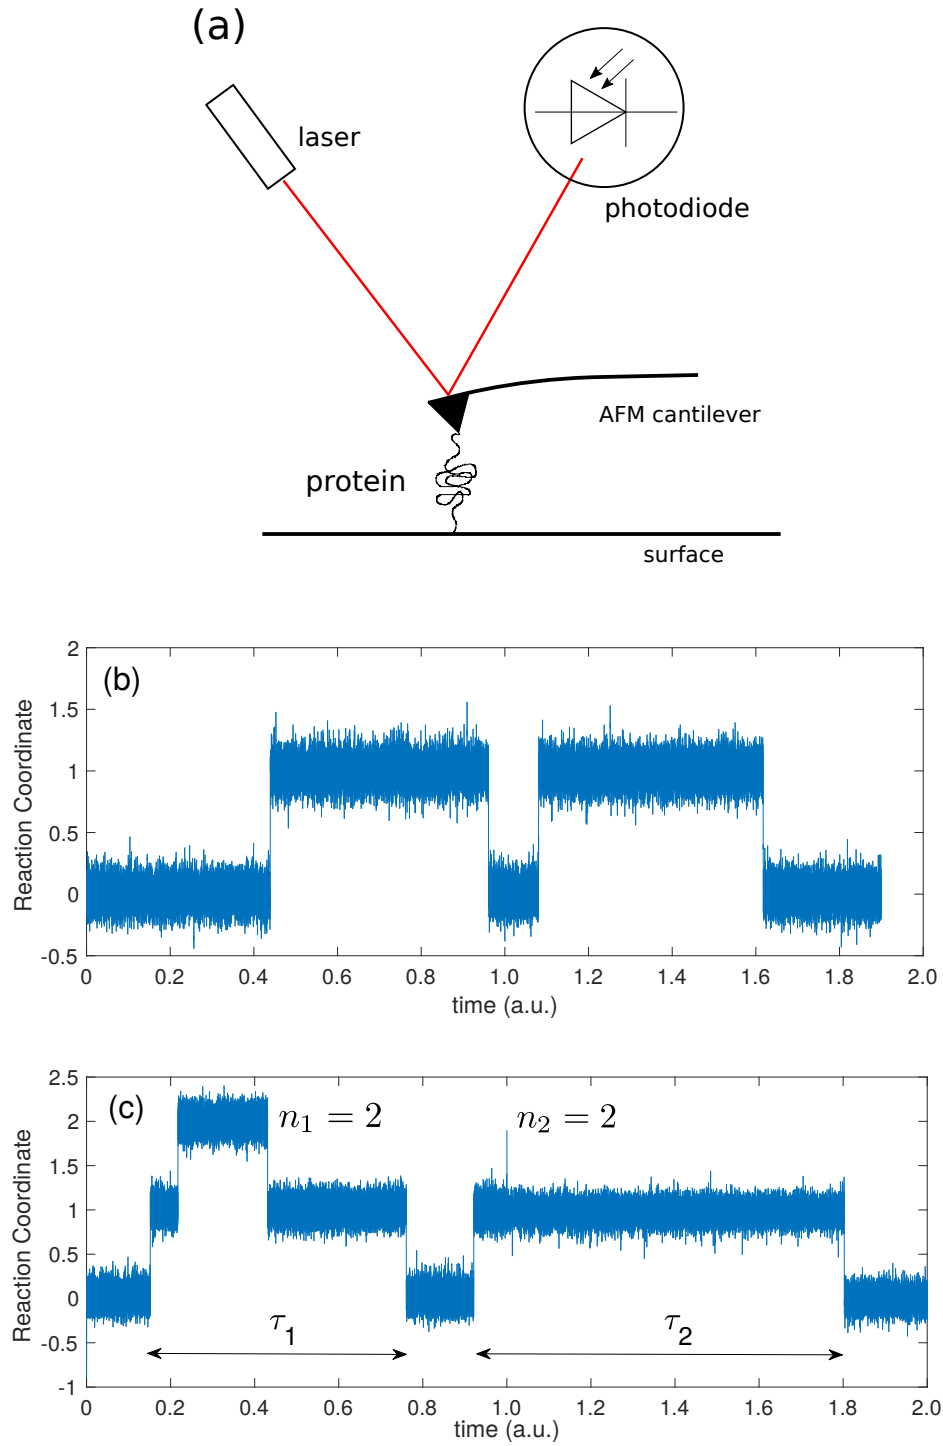 (a)
laser
photodiode
AFM cantilever
protein
surface
(b)
2
1.5
1
0.5
0
-0.5
Reaction Coordinate
0 0.2 0.4 0.6 0.8 1.0 1.2 1.4 1.6 1.8 2.0
time (a.u.)
(c)
n₁ = 2
n₂ = 2
2.5
2
1.5
1
0.5
0
-0.5
-1
Reaction Coordinate
τ₁
τ₂
0 0.2 0.4 0.6 0.8 1.0 1.2 1.4 1.6 1.8 2.0
time (a.u.)